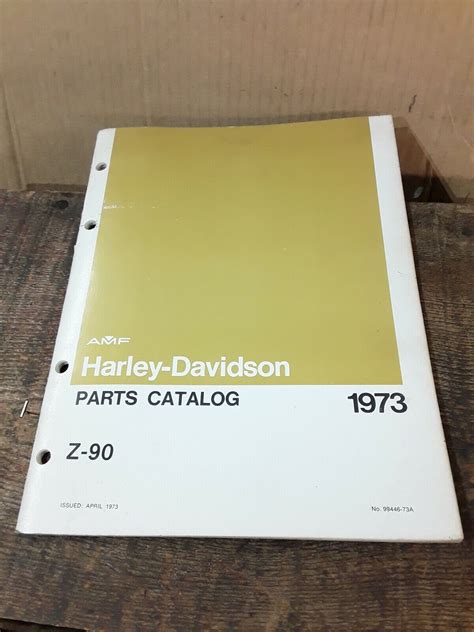 AMF
Harley-Davidson
PARTS CATALOG 1973
Z-90
ISSUED: APRIL 1973 No. 99446-73A